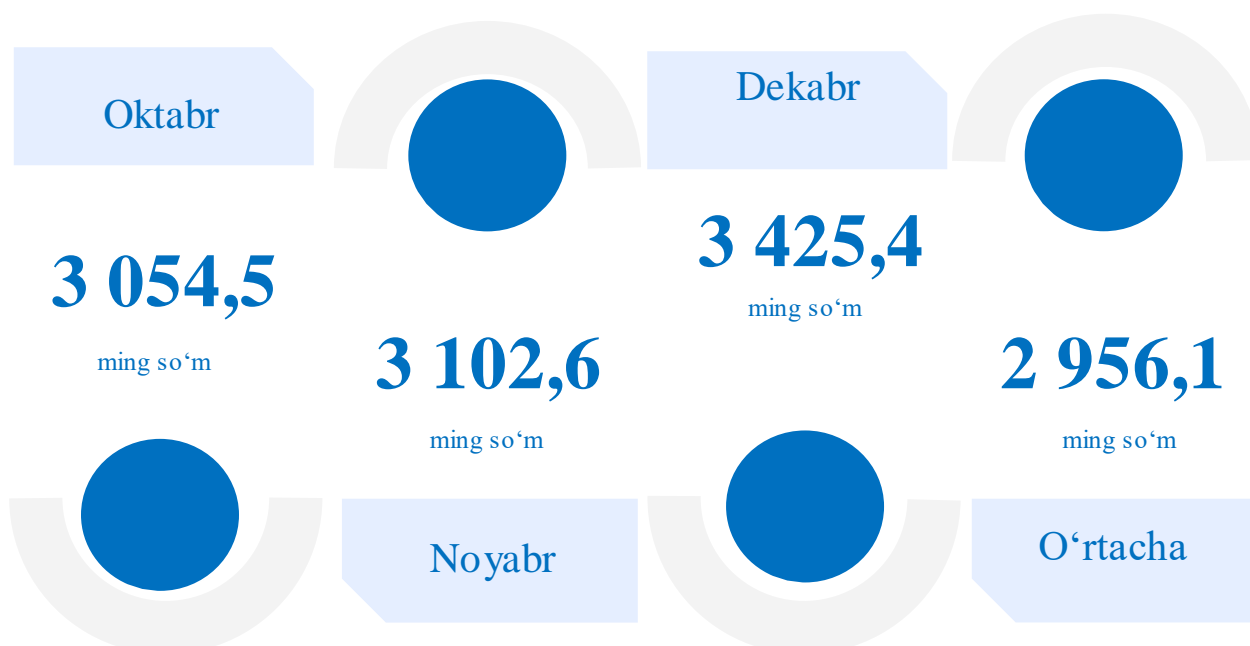 Oktabr
3 054,5
ming so‘m
3 102,6
ming so‘m
Noyabr
Dekabr
3 425,4
ming so‘m
2 956,1
ming so‘m
O‘rtacha